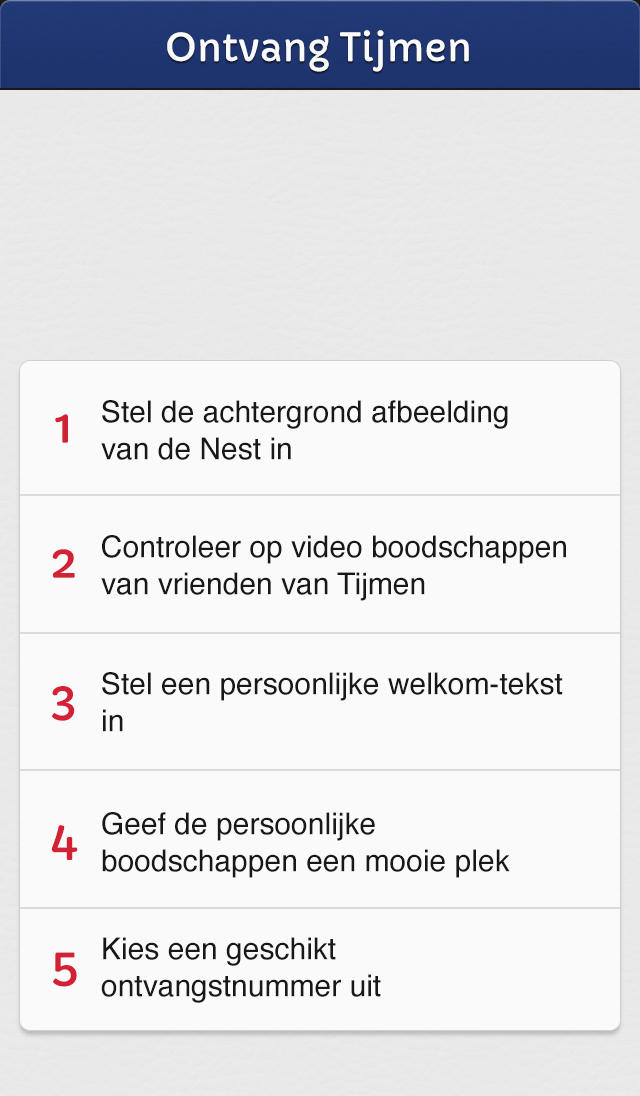 Ontvang Tijmen
1
Stel de achtergrond afbeelding
van de Nest in
2
Controleer op video boodschappen
van vrienden van Tijmen
3
Stel een persoonlijke welkom-tekst
in
4
Geef de persoonlijke
boodschappen een mooie plek
5
Kies een geschikt
ontvangstnummer uit